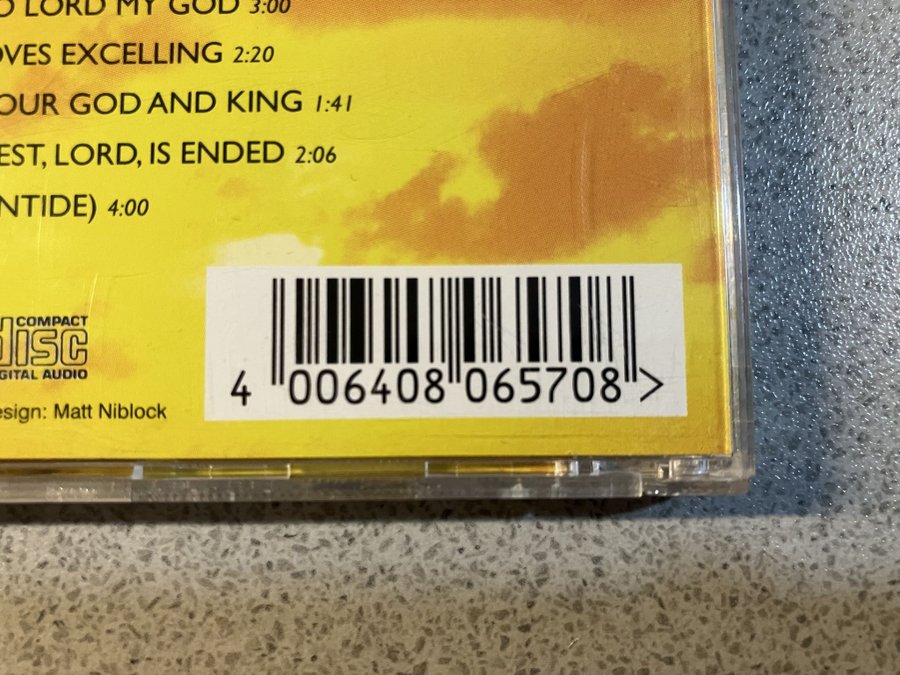 O LORD MY GOD 3:00
OVES EXCELLING 2:20
OUR GOD AND KING 1:41
EST, LORD, IS ENDED 2:06
NTIDE) 4:00
COMPACT
disc
GITAL AUDIO
esign: Matt Niblock
4 006408 065708 >